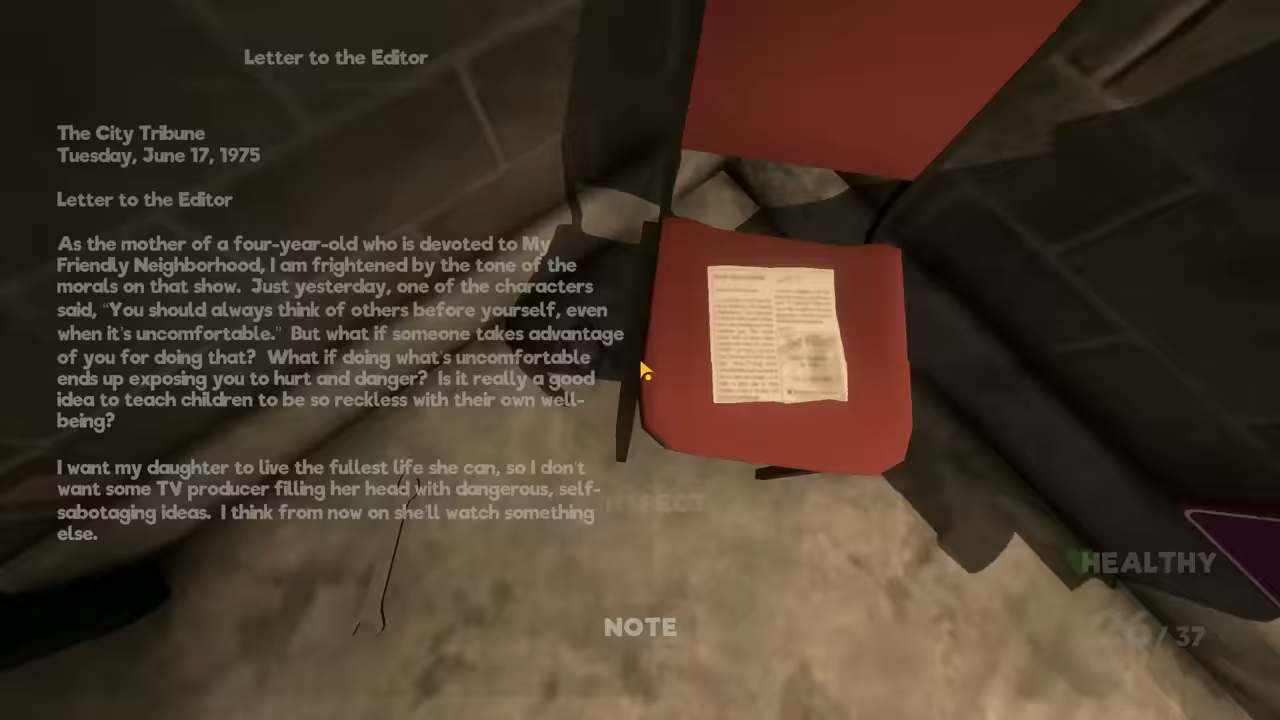 Letter to the Editor
The City Tribune
Tuesday, June 17, 1975
Letter to the Editor
As the mother of a four-year-old who is devoted to My
Friendly Neighborhood, I am frightened by the tone of the
morals on that show.  Just yesterday, one of the characters
said, “You should always think of others before yourself, even
when it's uncomfortable.”  But what if someone takes advantage
of you for doing that?  What if doing what's uncomfortable
ends up exposing you to hurt and danger?  Is it really a good
idea to teach children to be so reckless with their own well-
being?
I want my daughter to live the fullest life she can, so I don't
want some TV producer filling her head with dangerous, self-
sabotaging ideas.  I think from now on she'll watch something
else.
HEALTHY
NOTE
/ 37